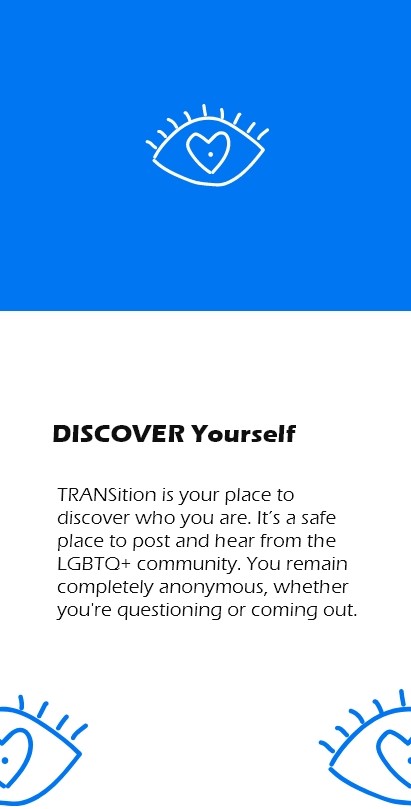 DISCOVER Yourself
TRANSition is your place to
discover who you are. It's a safe
place to post and hear from the
LGBTQ+ community. You remain
completely anonymous, whether
you're questioning or coming out.